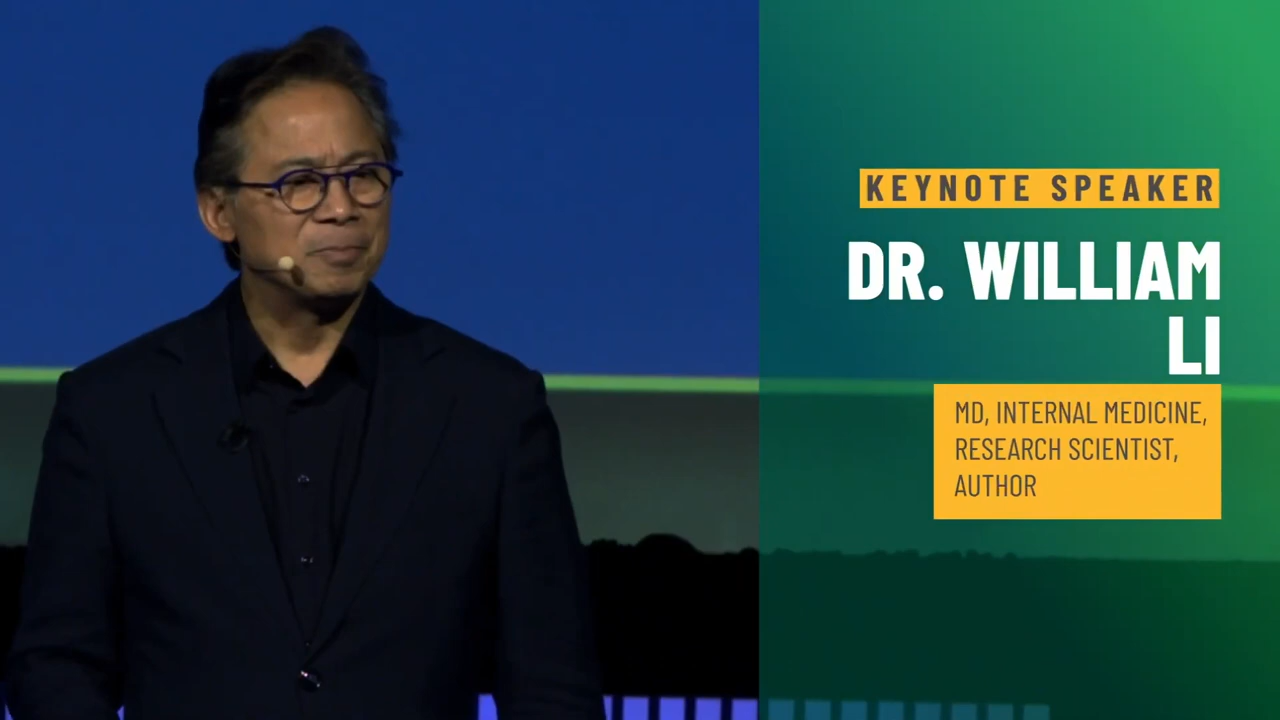 KEYNOTE SPEAKER
DR. WILLIAM
LI
MD, INTERNAL MEDICINE,
RESEARCH SCIENTIST,
AUTHOR